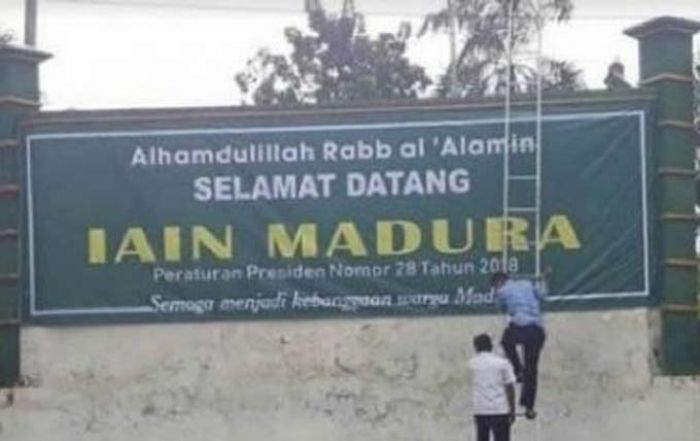 Alhamdulillah Rabb al 'Alamin
SELAMAT DATANG
IAIN MADURA
Peraturan Presiden Nomor 28 Tahun 2018
Semoga menjadi kebanggaan warga